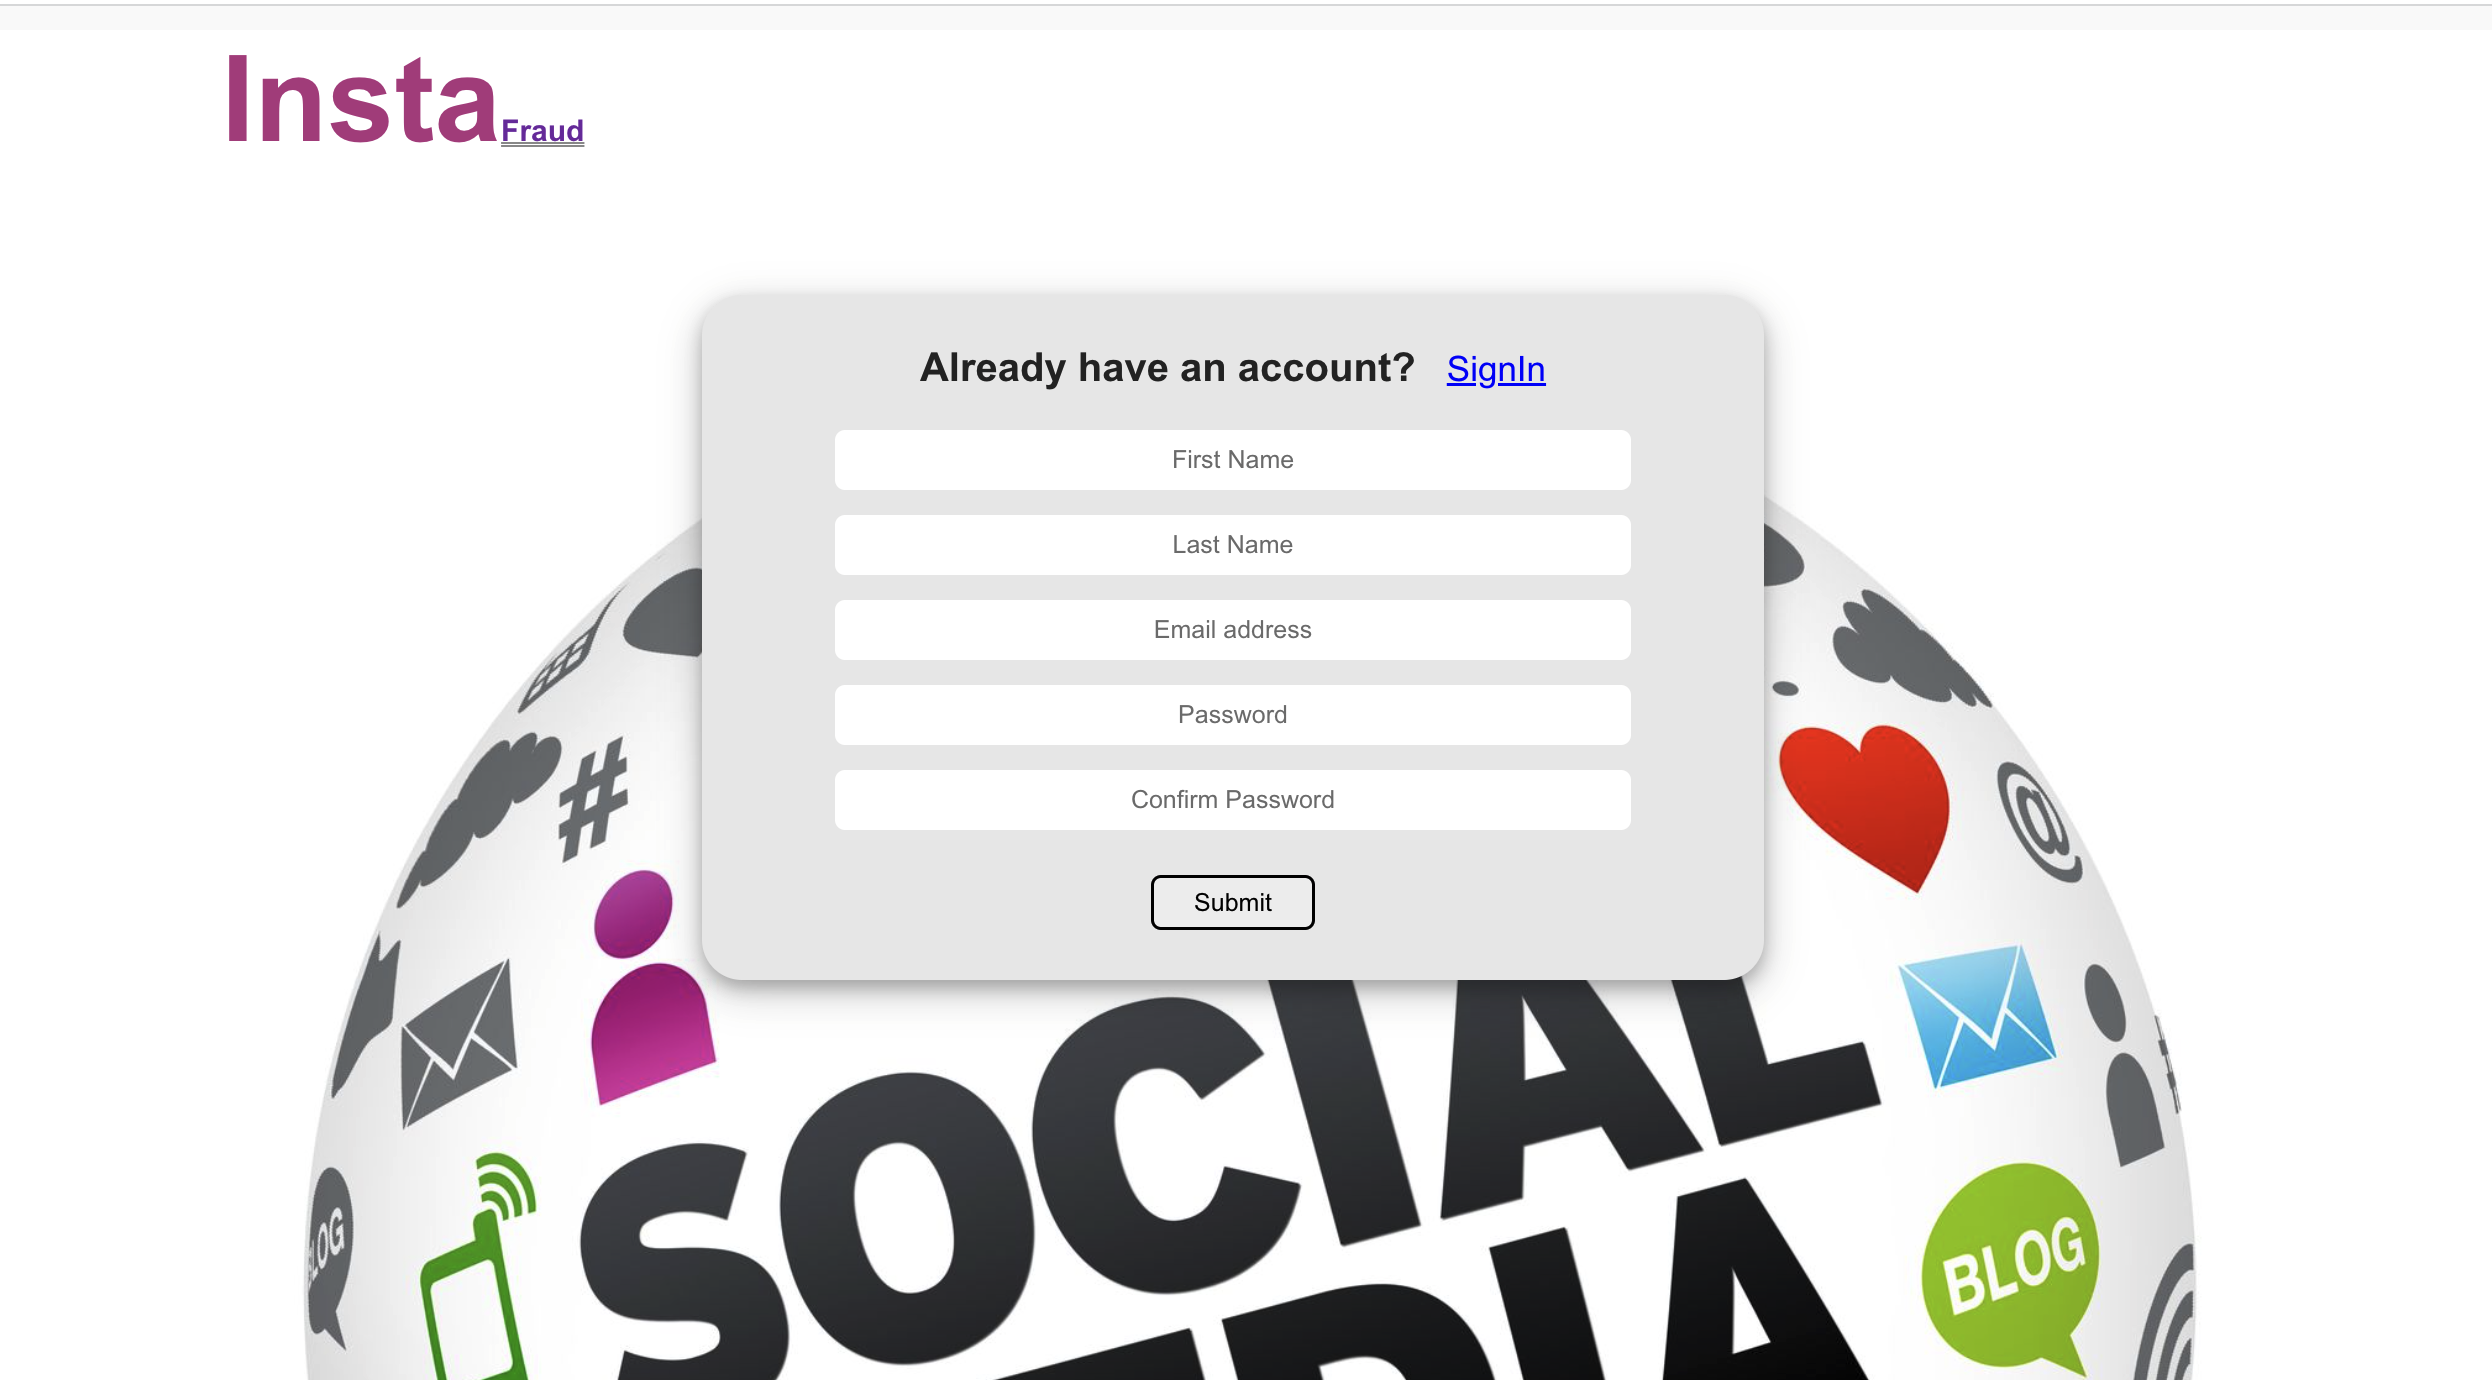 InstaFraud
Already have an account? SignIn
First Name
Last Name
Email address
Password
Confirm Password
Submit
#
@
SOCIAL
BLOG
LOG